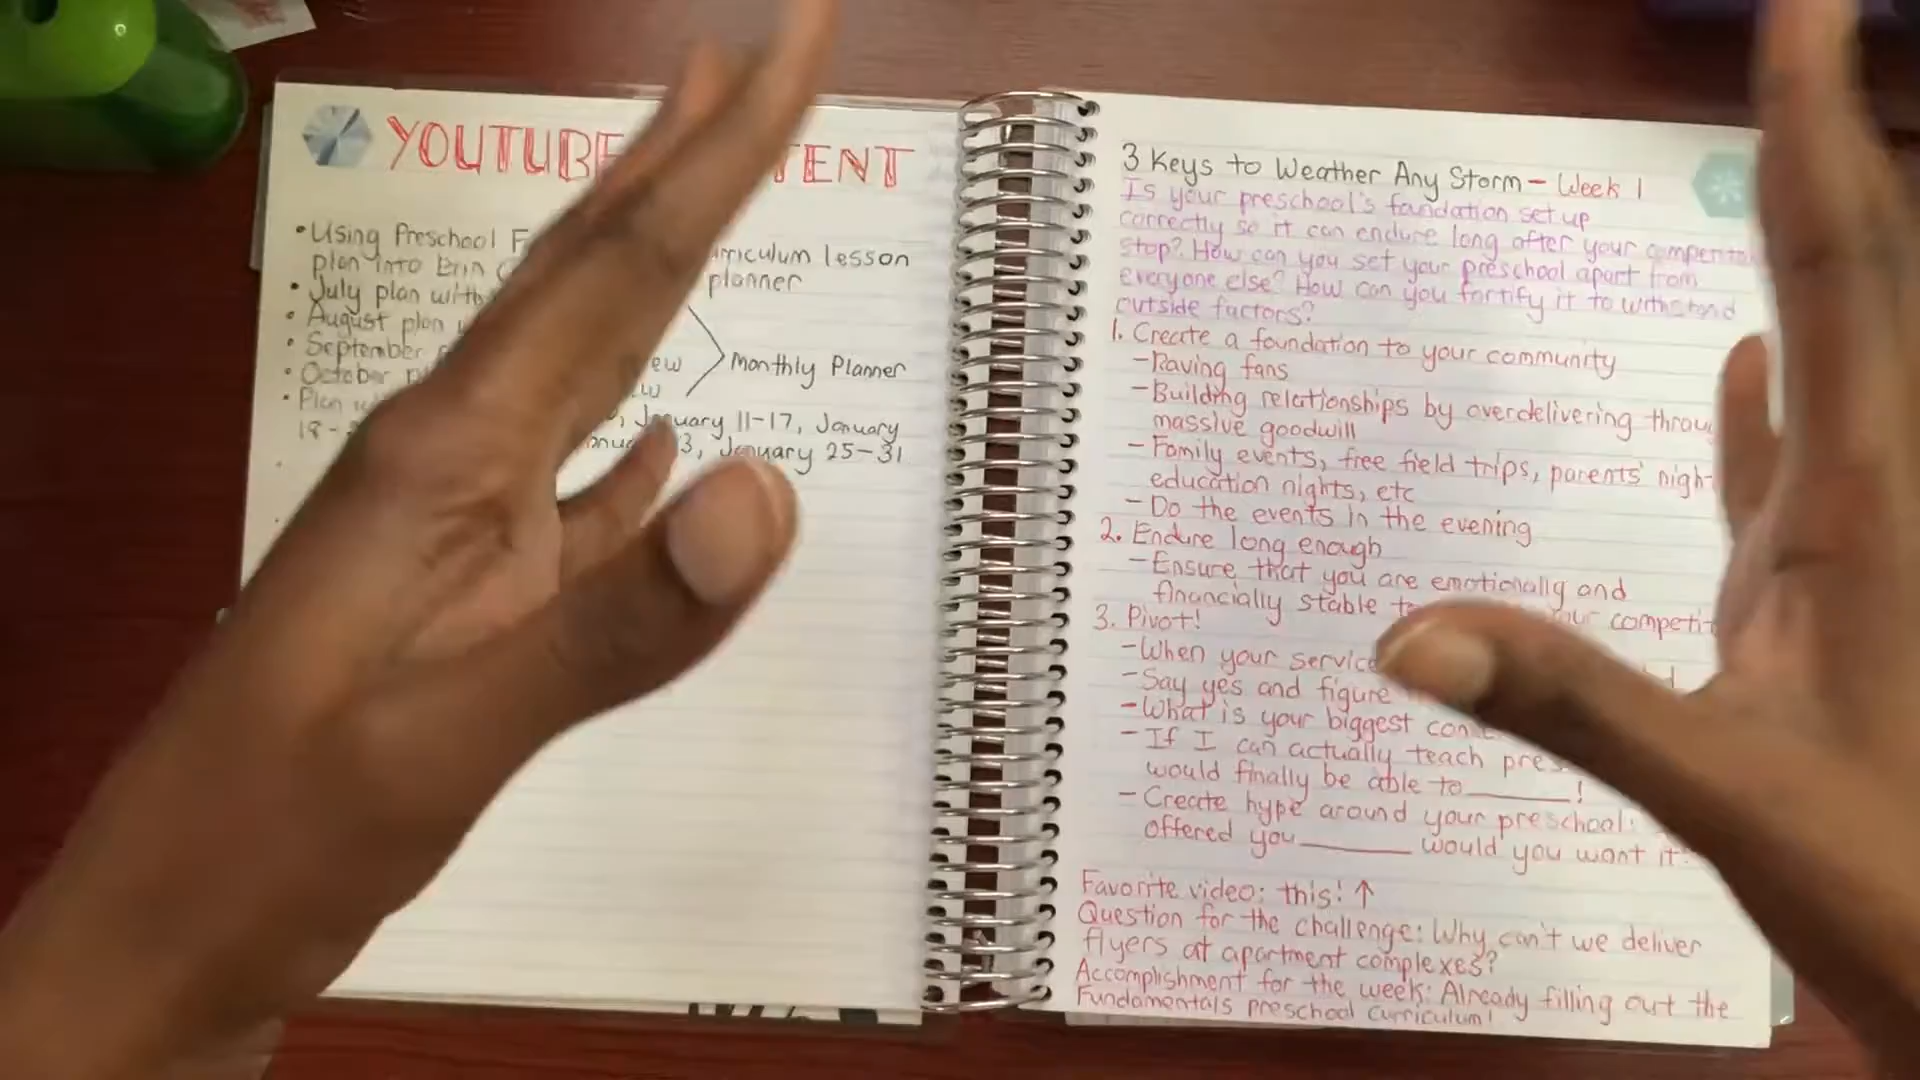 YOUTUBE TENT
•Using Preschool F
urriculum lesson
plan into Erin
planner
• July plan with
• August plan
• September
• October
ew
Monthly Planner
• Plan
January 11-17, January
18-
3, January 25-31
3 Keys to Weather Any Storm - Week 1
Is your preschool's foundation set up
correctly so it can endure long after your
stop? How can you set your preschool apart from
everyone else? How can you fortify it to withstand
outside factors?
1. Create a foundation to your community
-Raving fans
-Building relationships by overdelivering throu
massive goodwill
- Family events, free field trips, parents' nigh
education nights, etc
- Do the events in the evening
2. Endure long enough
-Ensure that you are emotionally and
financially stable our competit
3. Pivot!
-When your service
-Say yes and figure
-What is your biggest con
- If I can actually teach pre
would finally be able to______!
- Create hype around your preschool:
offered you______ would you want it?
Favorite video: this! ↑
Question for the challenge: Why can't we deliver
flyers at apartment complexes?
Accomplishment for the week: Already filling out the
Fundamentals preschool curriculum!